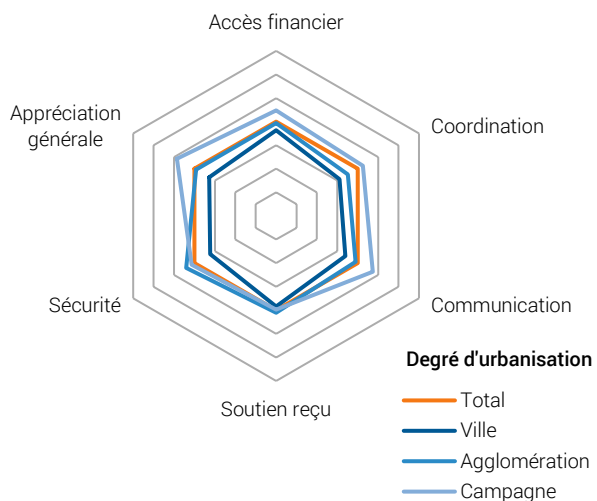 Accès financier
Appréciation
générale
Coordination
Sécurité
Communication
Soutien reçu
Degré d'urbanisation
Total
Ville
Agglomération
Campagne